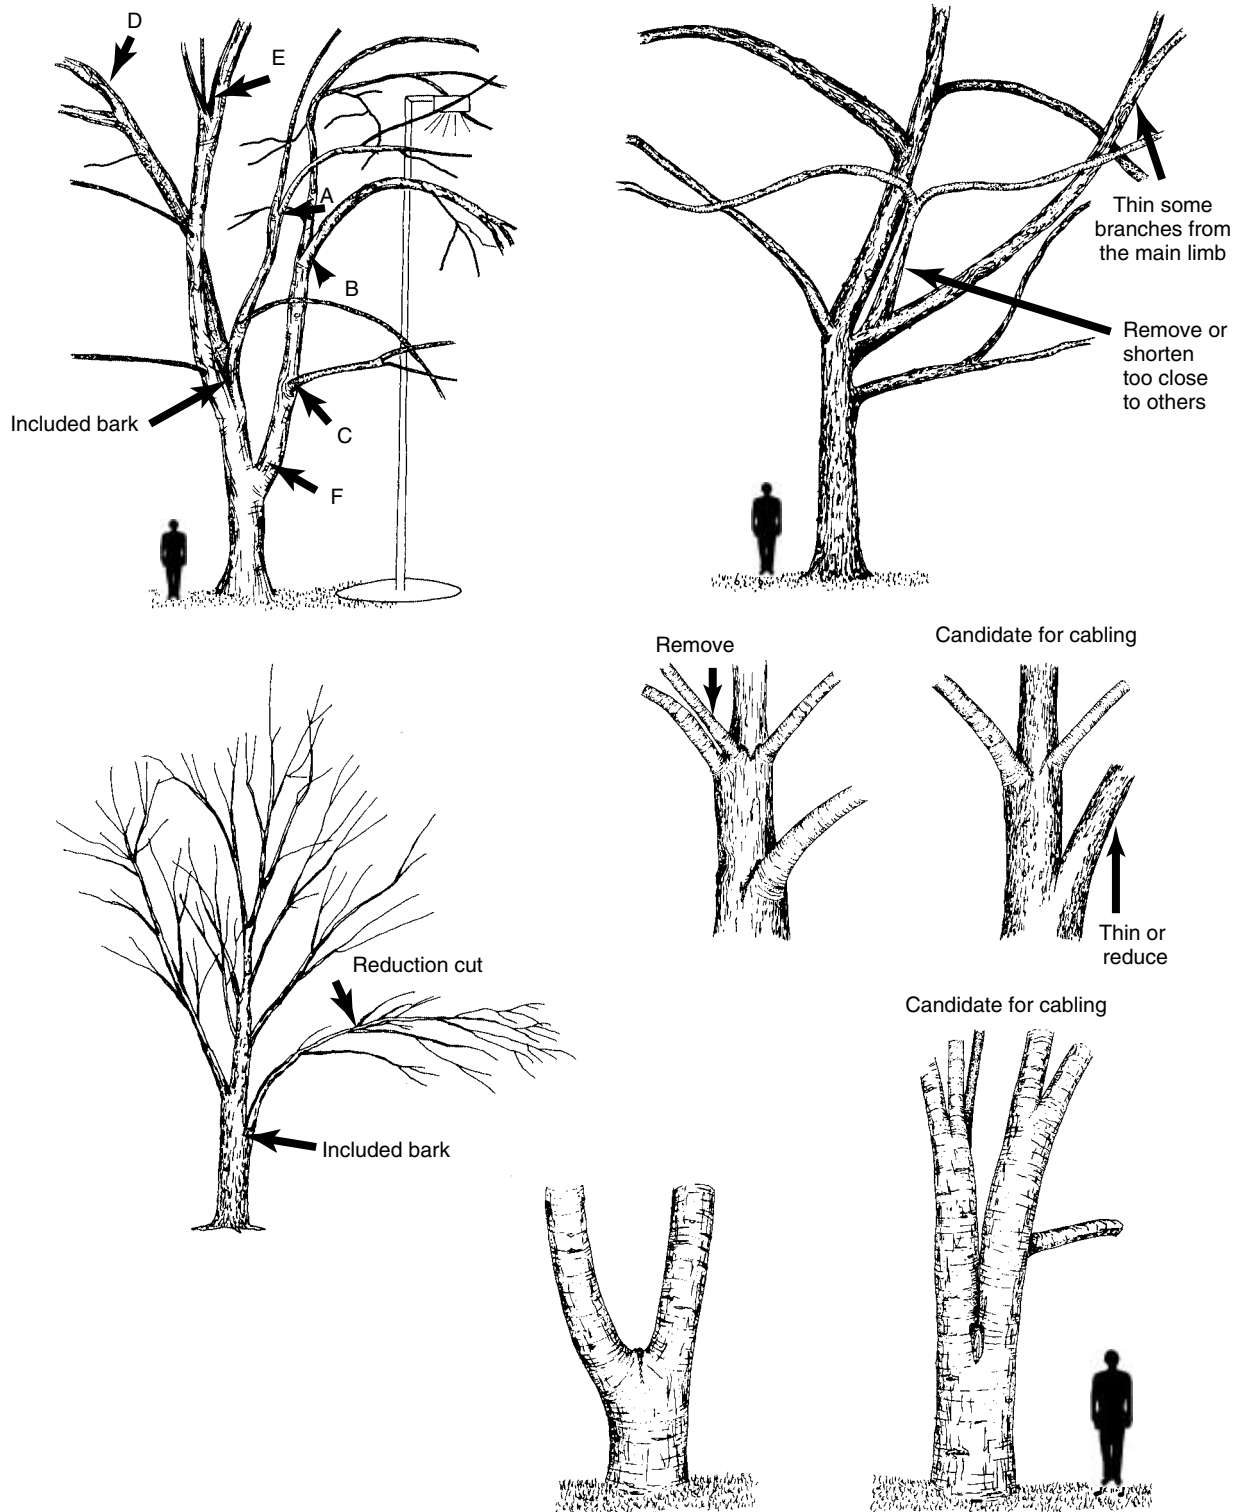 D
E
A
B
Included bark
C
F
Thin some
branches from
the main limb
Remove or
shorten
too close
to others
Remove
Candidate for cabling
Thin or
reduce
Reduction cut
Included bark
Candidate for cabling